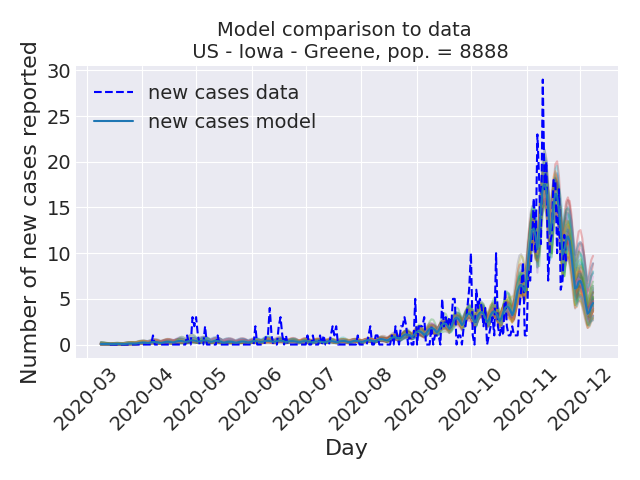 Model comparison to data
US - Iowa - Greene, pop. = 8888
Number of new cases reported
30
25
20
15
10
5
0
new cases data
new cases model
2020-03
2020-04
2020-05
2020-06
2020-07
2020-08
2020-09
2020-10
2020-11
2020-12
Day